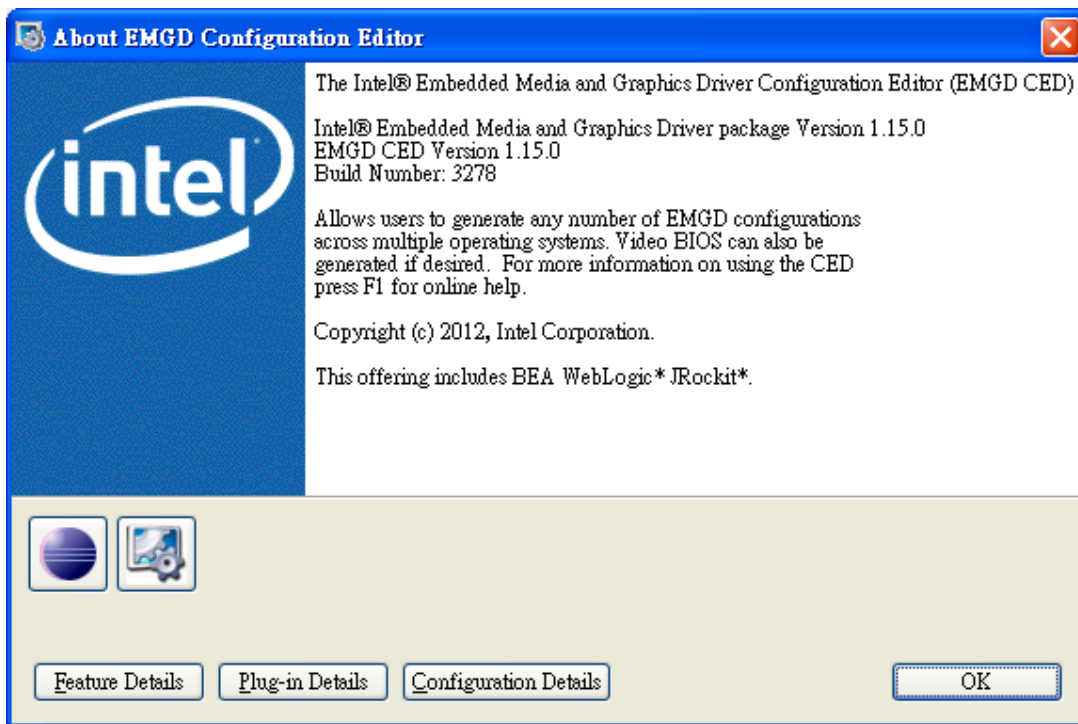 About EMGD Configuration Editor
intel
The Intel® Embedded Media and Graphics Driver Configuration Editor (EMGD CED)
Intel® Embedded Media and Graphics Driver package Version 1.15.0
EMGD CED Version 1.15.0
Build Number: 3278
Allows users to generate any number of EMGD configurations
across multiple operating systems. Video BIOS can also be
generated if desired.  For more information on using the CED
press F1 for online help.
Copyright (c) 2012, Intel Corporation.
This offering includes BEA WebLogic* JRockit*.
Feature Details
Plug-in Details
Configuration Details
OK